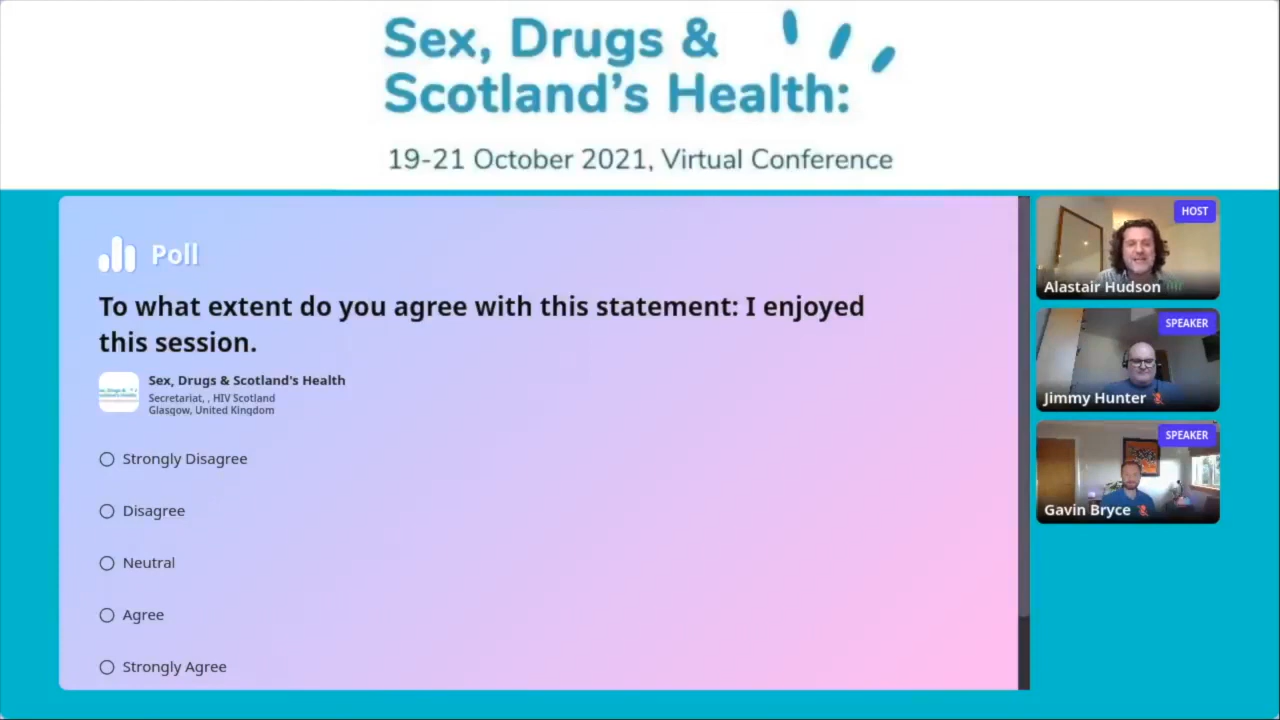 Sex, Drugs &
Scotland's Health:
19-21 October 2021, Virtual Conference
Poll
To what extent do you agree with this statement: I enjoyed
this session.
Sex, Drugs & Scotland's Health
Secretariat, , HIV Scotland
Glasgow, United Kingdom
Strongly Disagree
Disagree
Neutral
Agree
Strongly Agree
HOST
Alastair Hudson
SPEAKER
Jimmy Hunter
SPEAKER
Gavin Bryce